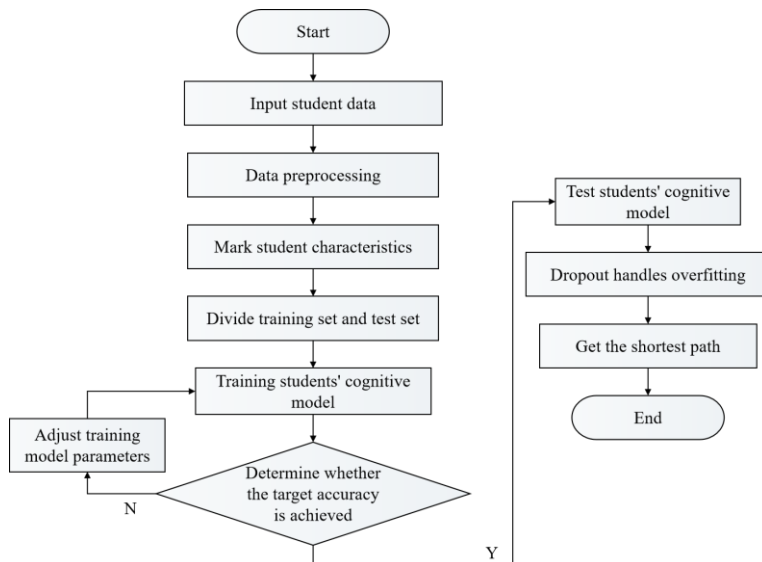 Start
Input student data
Data preprocessing
Mark student characteristics
Divide training set and test set
Training students' cognitive
model
Adjust training
model parameters
Determine whether
the target accuracy
is achieved
N
Y
Test students' cognitive
model
Dropout handles overfitting
Get the shortest path
End